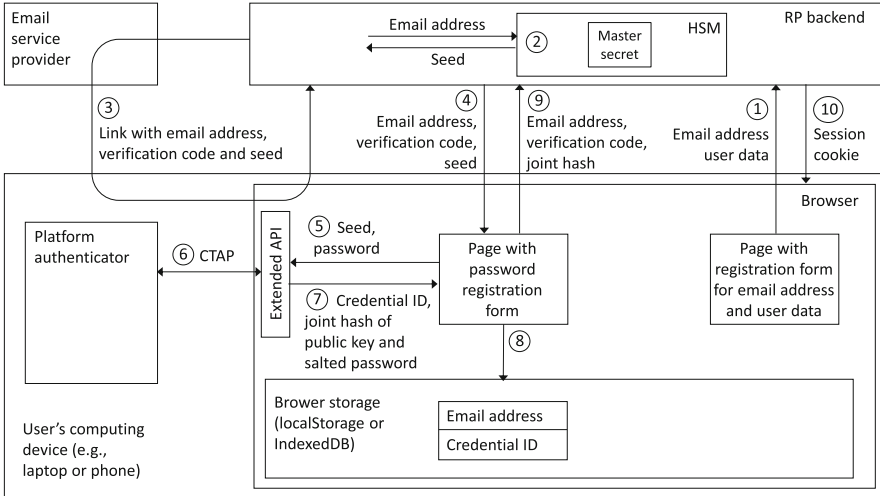 Email
service
provider
RP backend
HSM
Master
secret
Email address
2
Seed
3
Link with email address,
verification code and seed
4
Email address,
verification code,
seed
9
Email address,
verification code,
joint hash
1
Email address
user data
10
Session
cookie
Browser
Platform
authenticator
6 CTAP
Extended API
5 Seed,
password
7 Credential ID,
joint hash of
public key and
salted password
Page with
password
registration
form
Page with
registration form
for email address
and user data
8
Brower storage
(localStorage or
IndexedDB)
Email address
Credential ID
User's computing
device (e.g.,
laptop or phone)